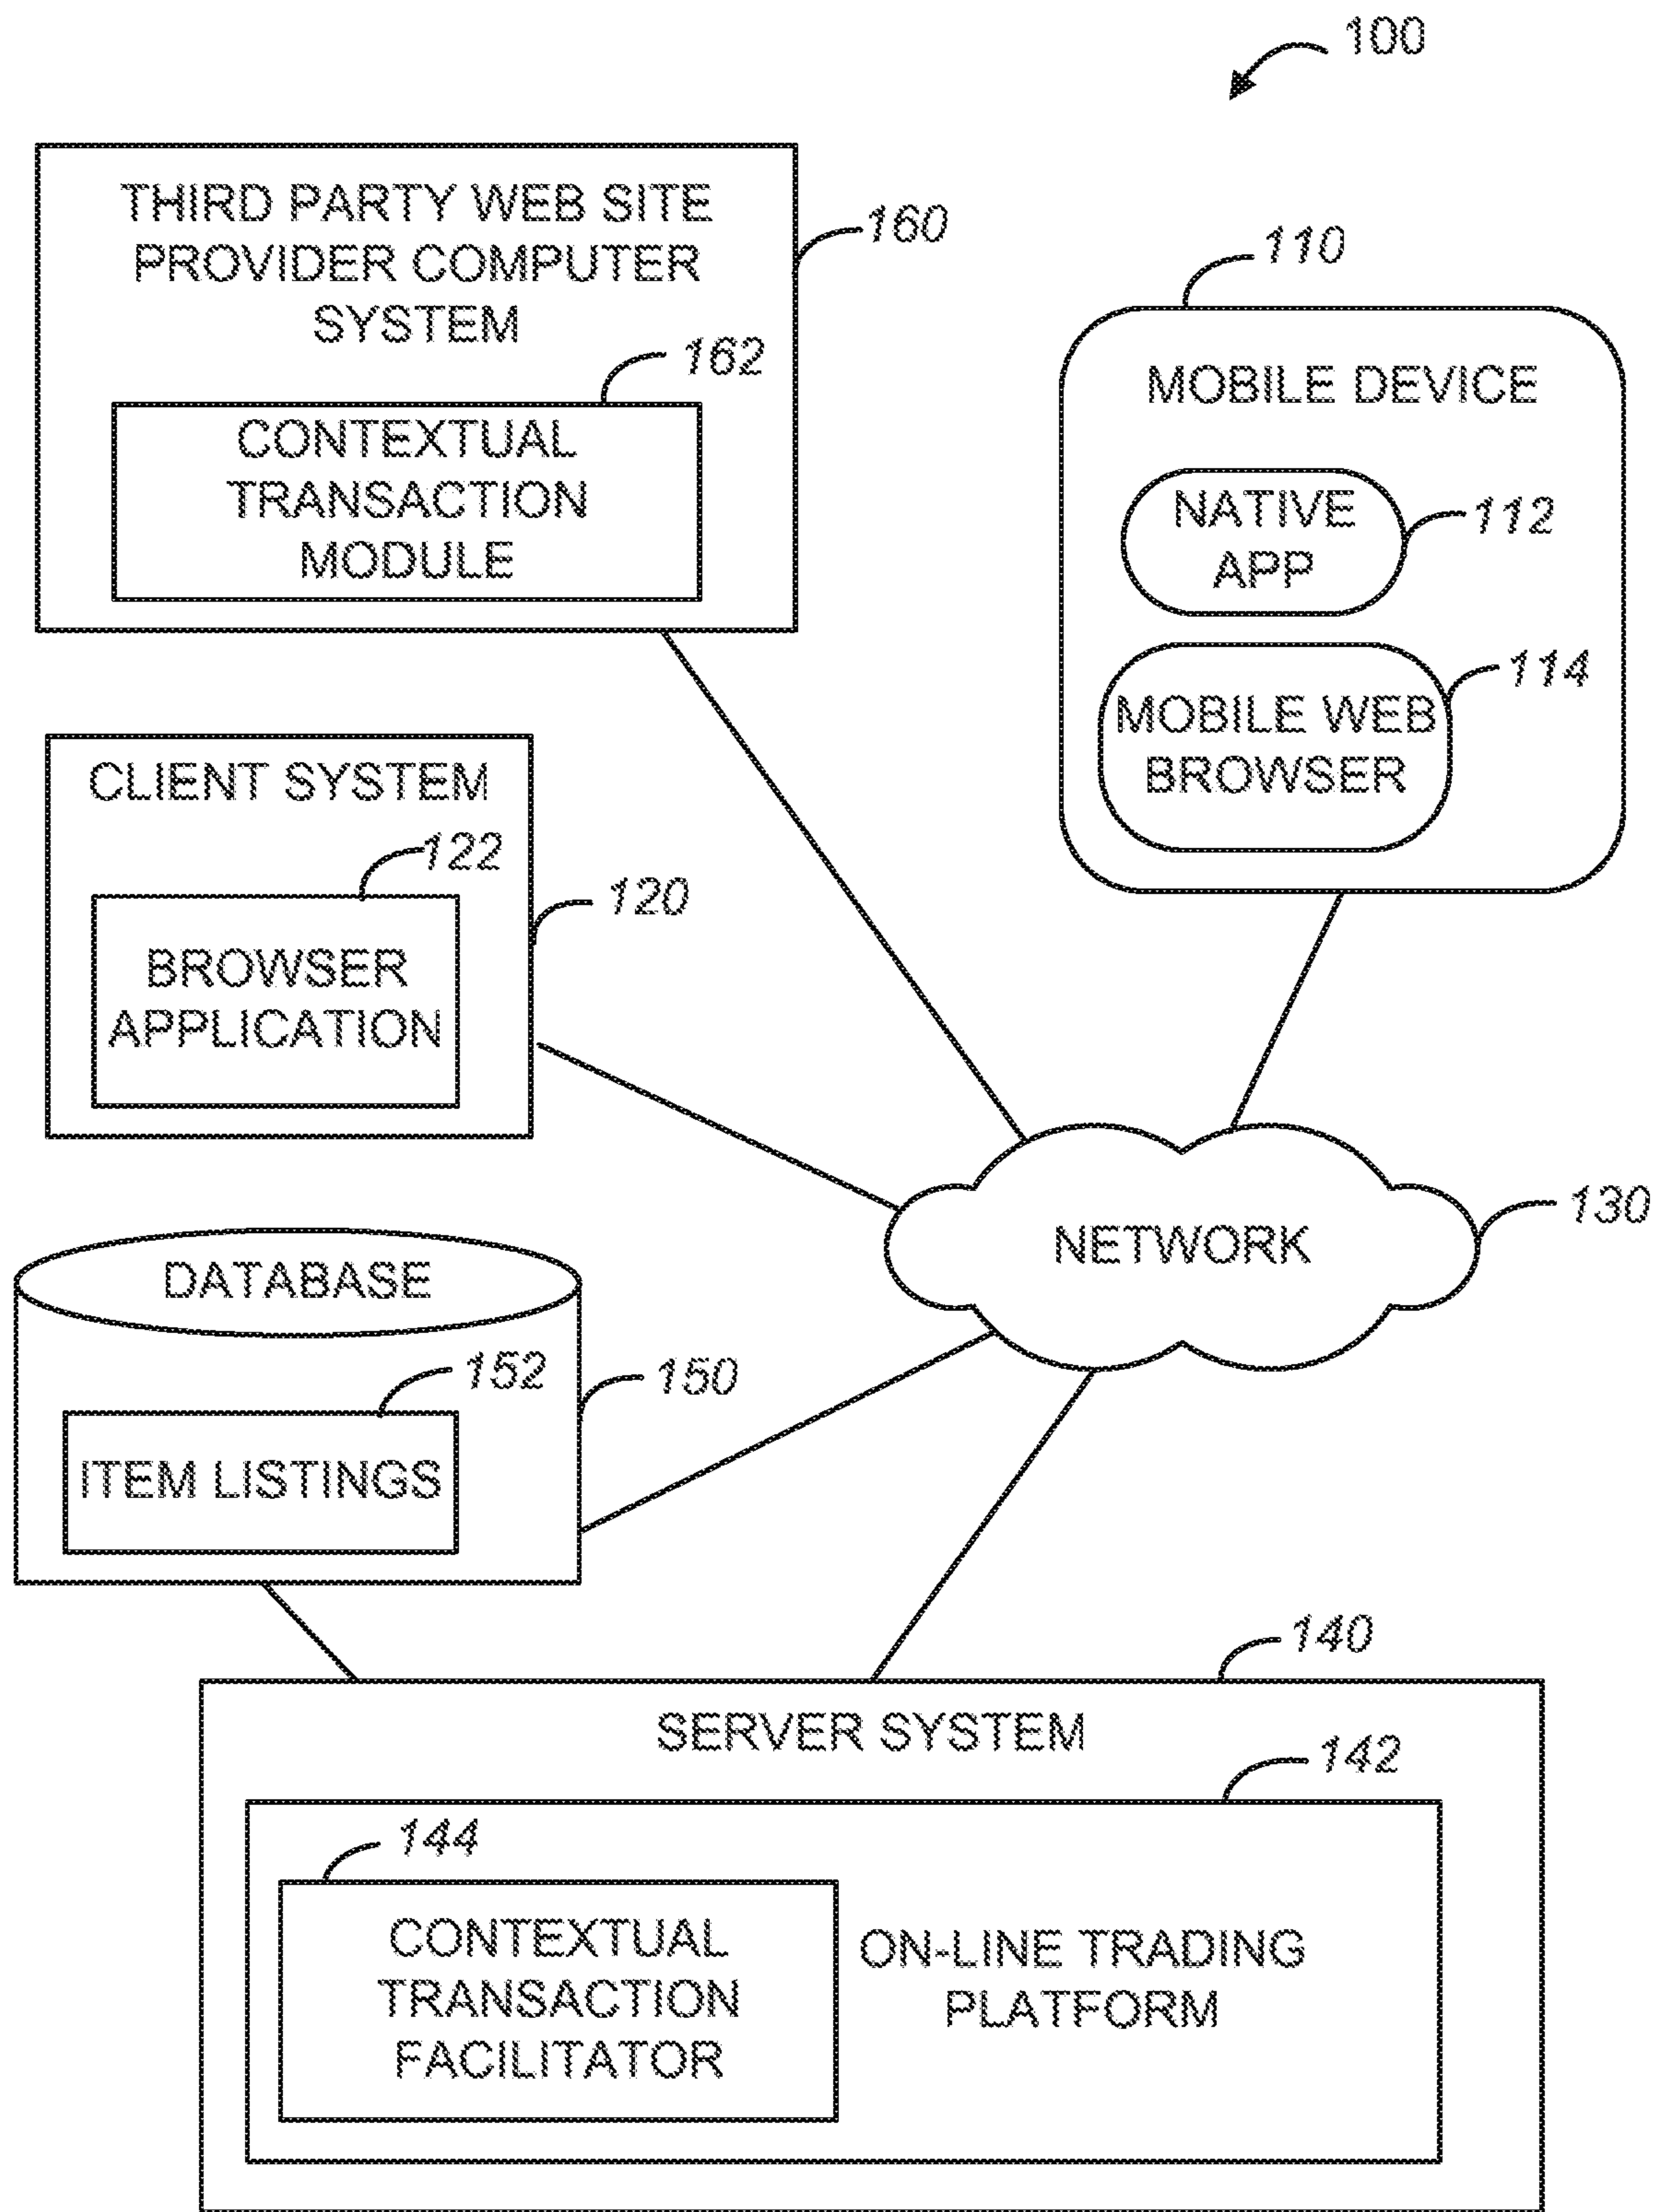 100
THIRD PARTY WEB SITE
PROVIDER COMPUTER
SYSTEM
160
162
CONTEXTUAL
TRANSACTION
MODULE
110
MOBILE DEVICE
NATIVE
APP
112
MOBILE WEB
BROWSER
114
CLIENT SYSTEM
122
BROWSER
APPLICATION
120
NETWORK
130
DATABASE
152
150
ITEM LISTINGS
140
SERVER SYSTEM
142
144
CONTEXTUAL
TRANSACTION
FACILITATOR
ON-LINE TRADING
PLATFORM